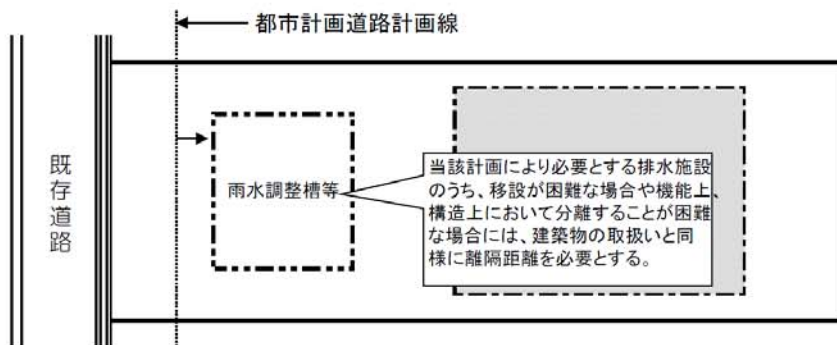 都市計画道路計画線
既存道路
雨水調整槽等
当該計画により必要とする排水施設
のうち、移設が困難な場合や機能上、
構造上において分離することが困難
な場合には、建築物の取扱いと同
様に離隔距離を必要とする。